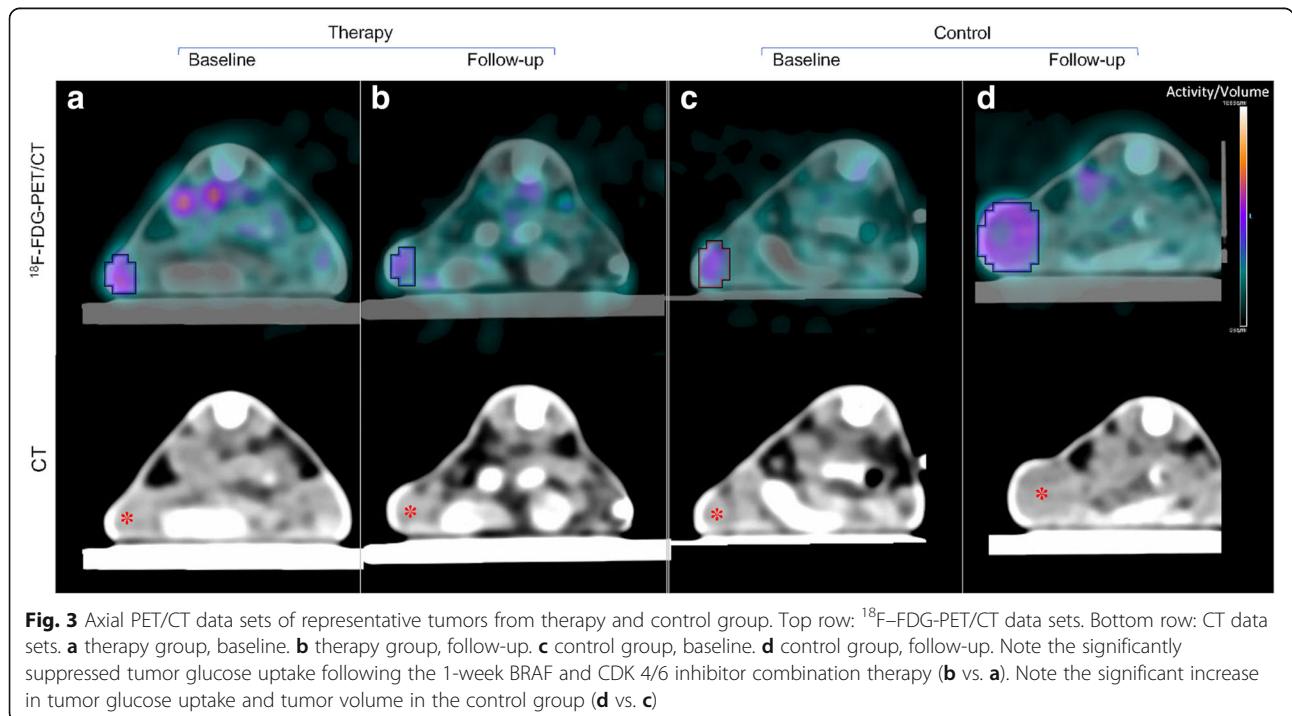 Therapy
Control
Baseline
Follow-up
Baseline
Follow-up
a
b
c
d
Activity/Volume
¹⁸F-FDG-PET/CT
CT
*
*
*
*
Fig. 3 Axial PET/CT data sets of representative tumors from therapy and control group. Top row: ¹⁸F–FDG-PET/CT data sets. Bottom row: CT data
sets. a therapy group, baseline. b therapy group, follow-up. c control group, baseline. d control group, follow-up. Note the significantly
suppressed tumor glucose uptake following the 1-week BRAF and CDK 4/6 inhibitor combination therapy (b vs. a). Note the significant increase
in tumor glucose uptake and tumor volume in the control group (d vs. c)